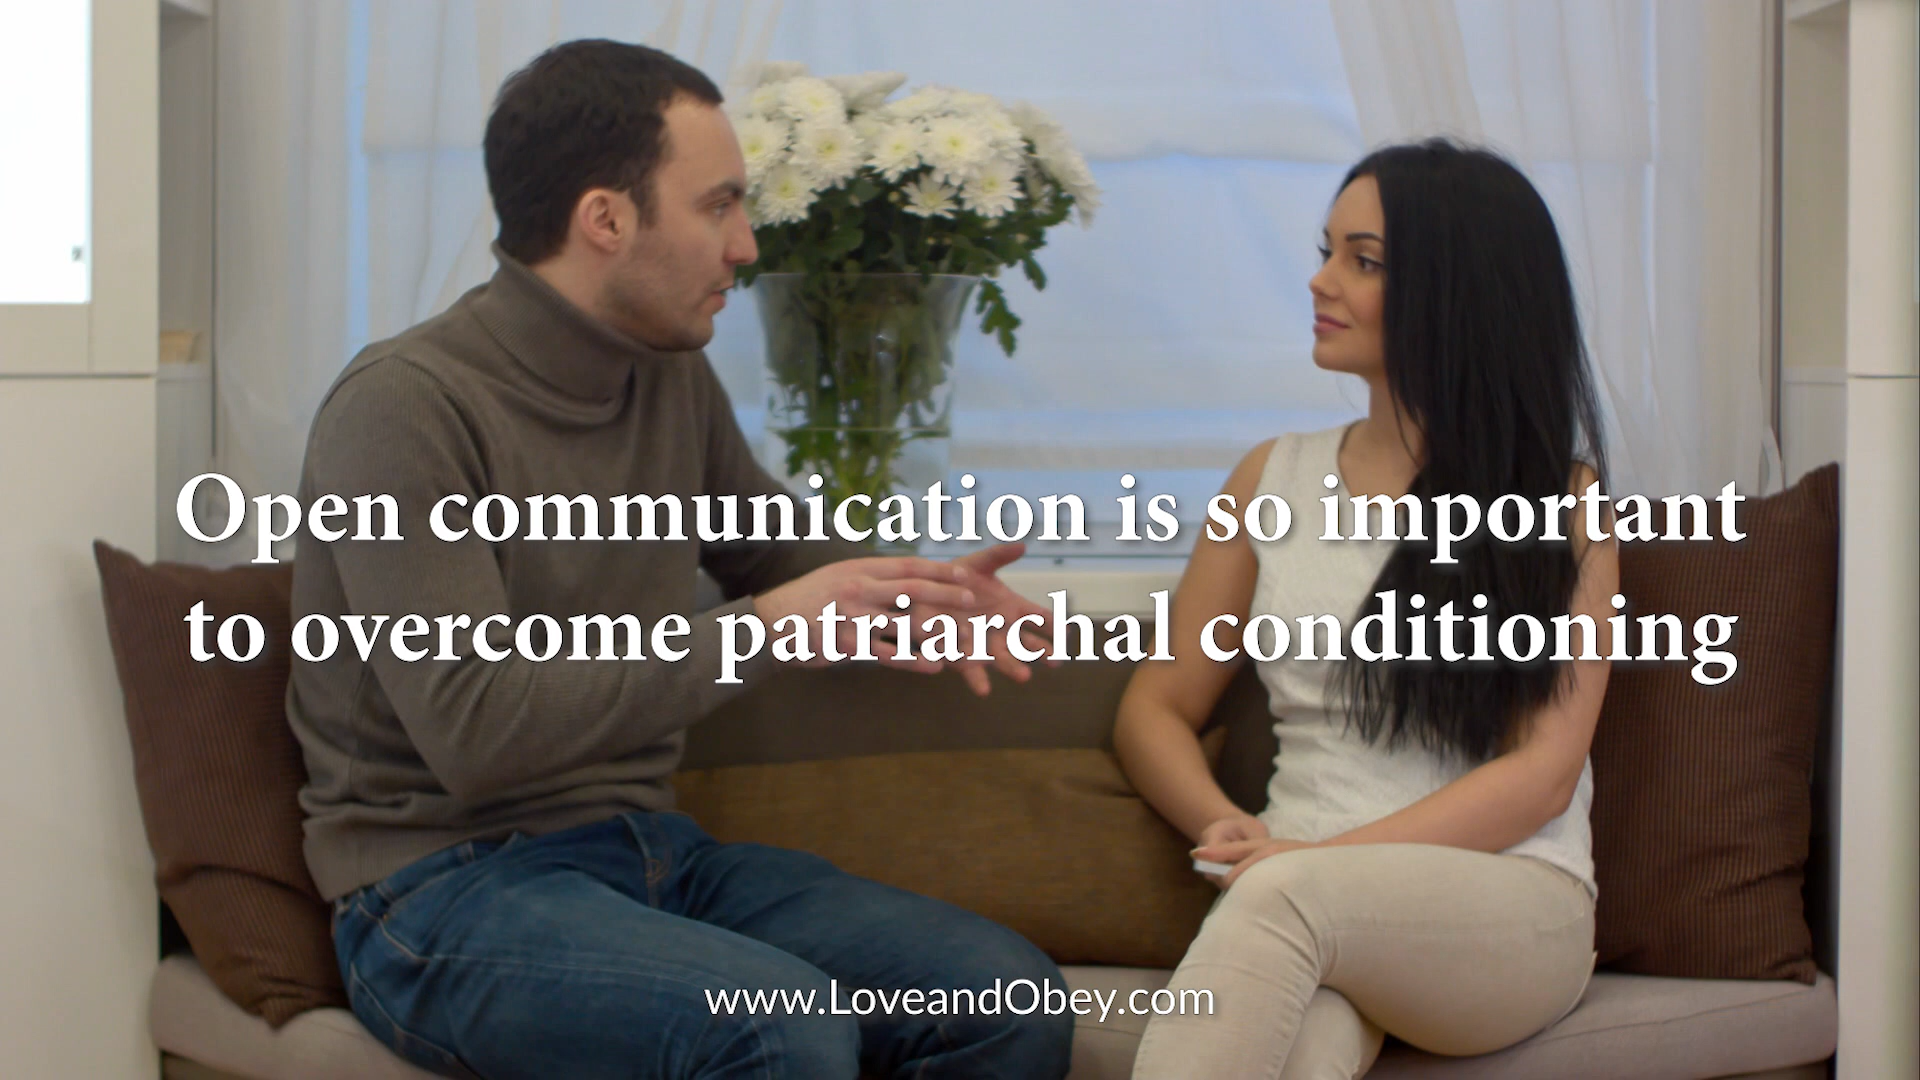 Open communication is so important
to overcome patriarchal conditioning
www.LoveandObey.com